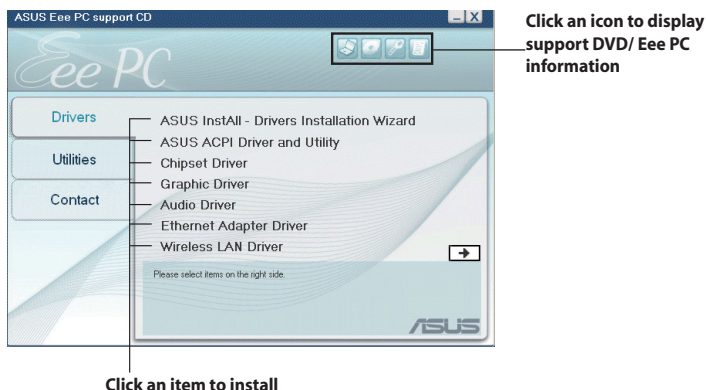 ASUS Eee PC support CD
Click an icon to display
support DVD/ Eee PC
information
Eee PC
Drivers
Utilities
Contact
ASUS InstAll - Drivers Installation Wizard
ASUS ACPI Driver and Utility
Chipset Driver
Graphic Driver
Audio Driver
Ethernet Adapter Driver
Wireless LAN Driver
Please select items on the right side.
ASUS
Click an item to install